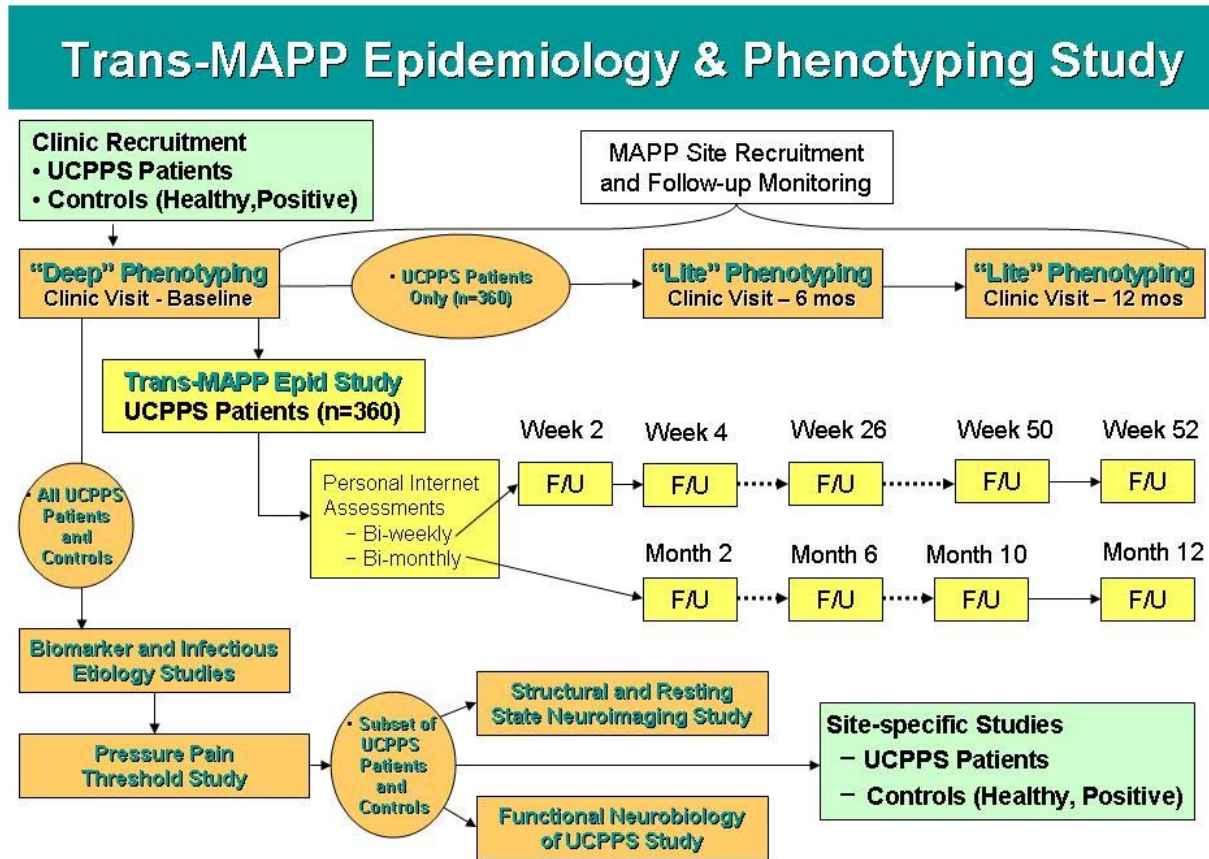 Trans-MAPP Epidemiology & Phenotyping Study
Clinic Recruitment
• UCPPS Patients
• Controls (Healthy,Positive)
MAPP Site Recruitment
and Follow-up Monitoring
“Deep” Phenotyping
Clinic Visit - Baseline
• UCPPS Patients
Only (n=360)
“Lite” Phenotyping
Clinic Visit – 6 mos
“Lite” Phenotyping
Clinic Visit – 12 mos
Trans-MAPP Epid Study
UCPPS Patients (n=360)
Personal Internet
Assessments
– Bi-weekly
– Bi-monthly
Week 2
Week 4
Week 26
Week 50
Week 52
F/U
F/U
F/U
F/U
F/U
Month 2
Month 6
Month 10
Month 12
F/U
F/U
F/U
F/U
• All UCPPS
Patients
and
Controls
Biomarker and Infectious
Etiology Studies
Pressure Pain
Threshold Study
• Subset of
UCPPS
Patients
and
Controls
Structural and Resting
State Neuroimaging Study
Functional Neurobiology
of UCPPS Study
Site-specific Studies
– UCPPS Patients
– Controls (Healthy, Positive)